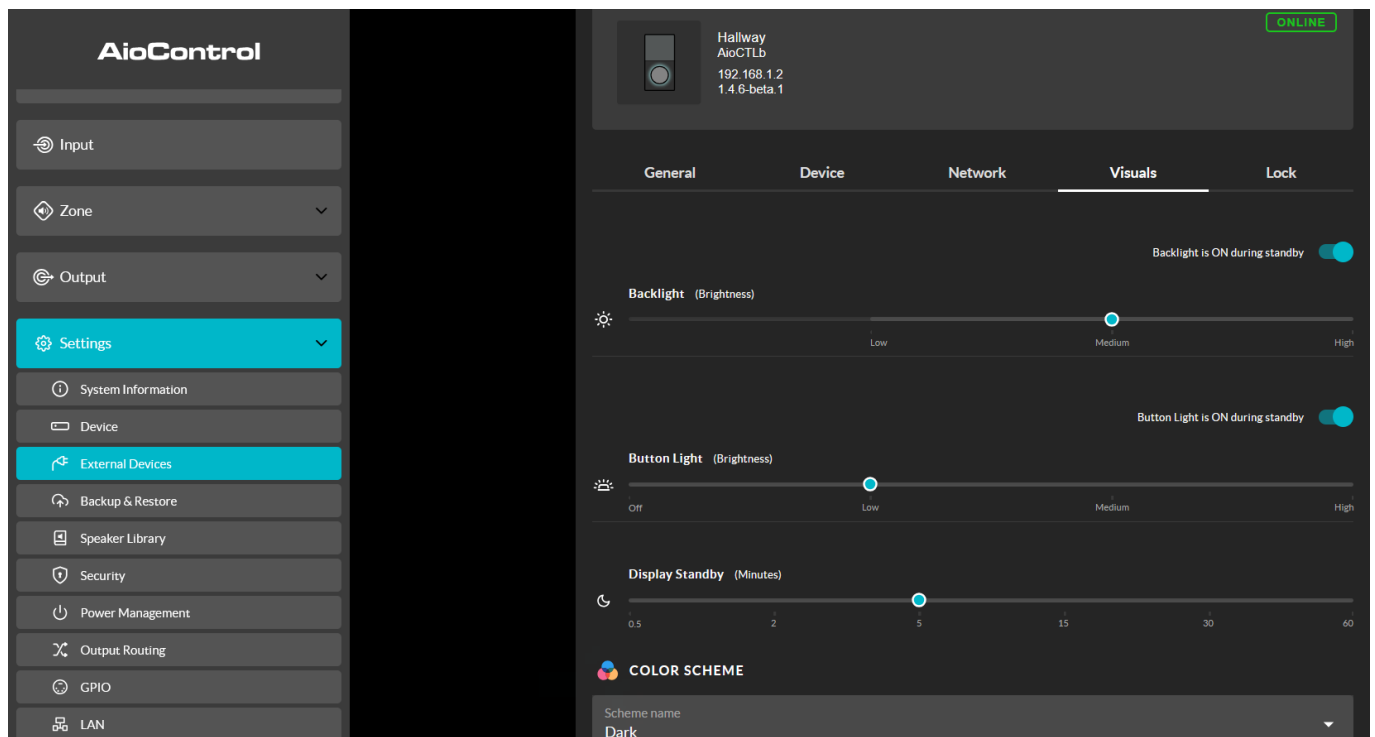 AioControl
Input
Zone
Output
Settings
System Information
Device
External Devices
Backup & Restore
Speaker Library
Security
Power Management
Output Routing
GPIO
LAN
ONLINE
Hallway
AioCTLb
192.168.1.2
1.4.6-beta.1
General Device Network Visuals Lock
Backlight is ON during standby
Backlight (Brightness)
Low Medium High
Button Light is ON during standby
Button Light (Brightness)
Off Low Medium High
Display Standby (Minutes)
0.5 2 5 15 30 60
COLOR SCHEME
Scheme name
Dark